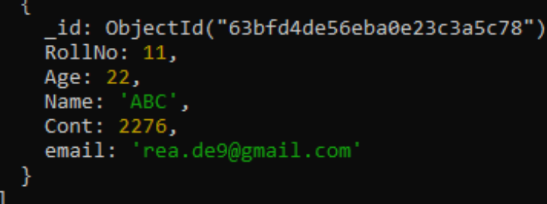 {
_id: ObjectId("63bfd4de56eba0e23c3a5c78")
RollNo: 11,
Age: 22,
Name: 'ABC',
Cont: 2276,
email: 'rea.de9@gmail.com'
}
]